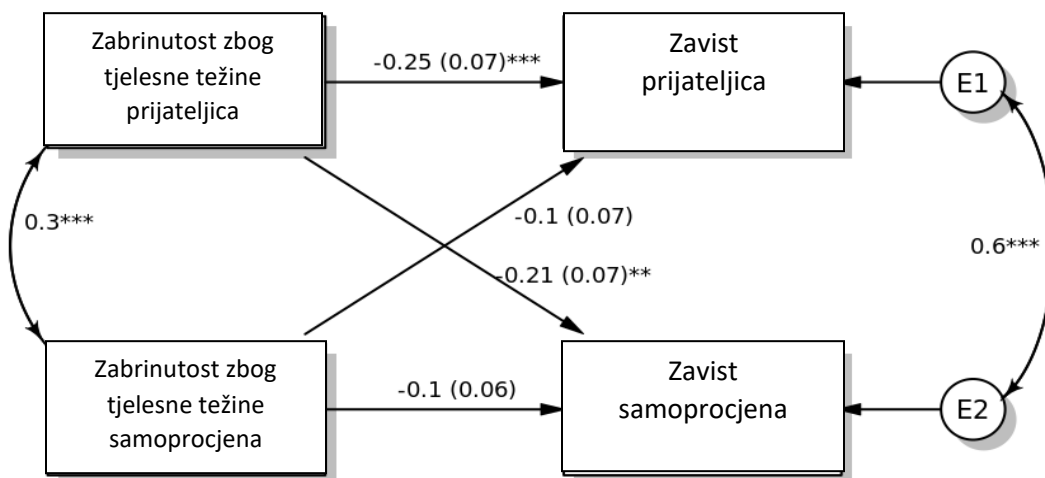 Zabrinutost zbog
tjelesne težine
prijateljica
-0.25 (0.07)***
Zavist
prijateljica
E1
0.3***
-0.1 (0.07)
-0.21 (0.07)**
0.6***
Zabrinutost zbog
tjelesne težine
samoprocjena
-0.1 (0.06)
Zavist
samoprocjena
E2